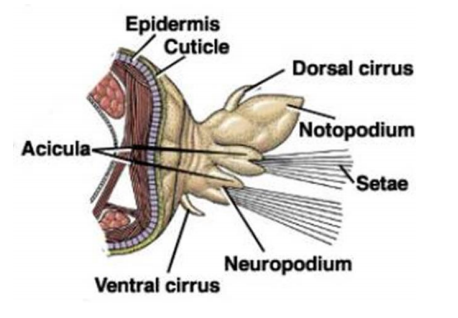 Epidermis
Cuticle
Dorsal cirrus
Notopodium
Acicula
Setae
Neuropodium
Ventral cirrus